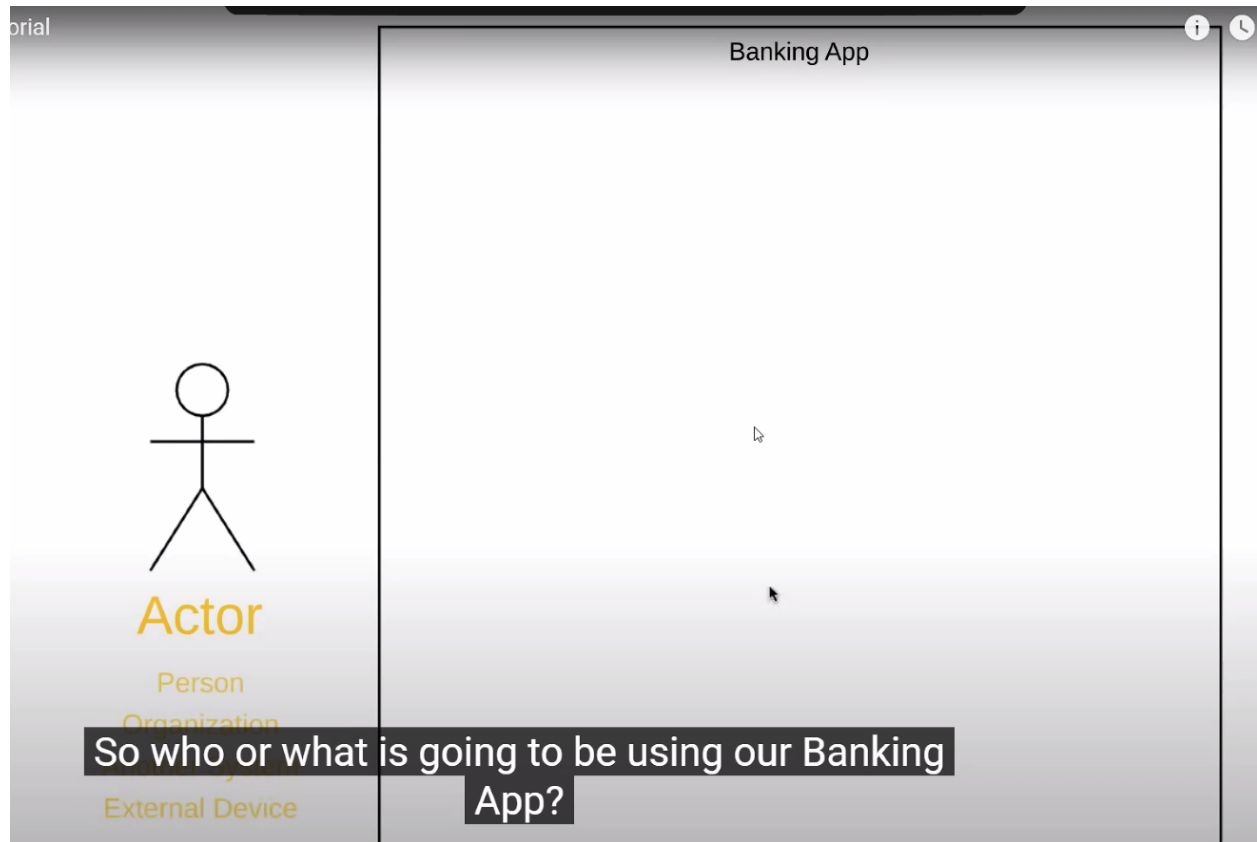 orial
Banking App
Actor
Person
Organization
So who or what is going to be using our Banking
App?
External Device